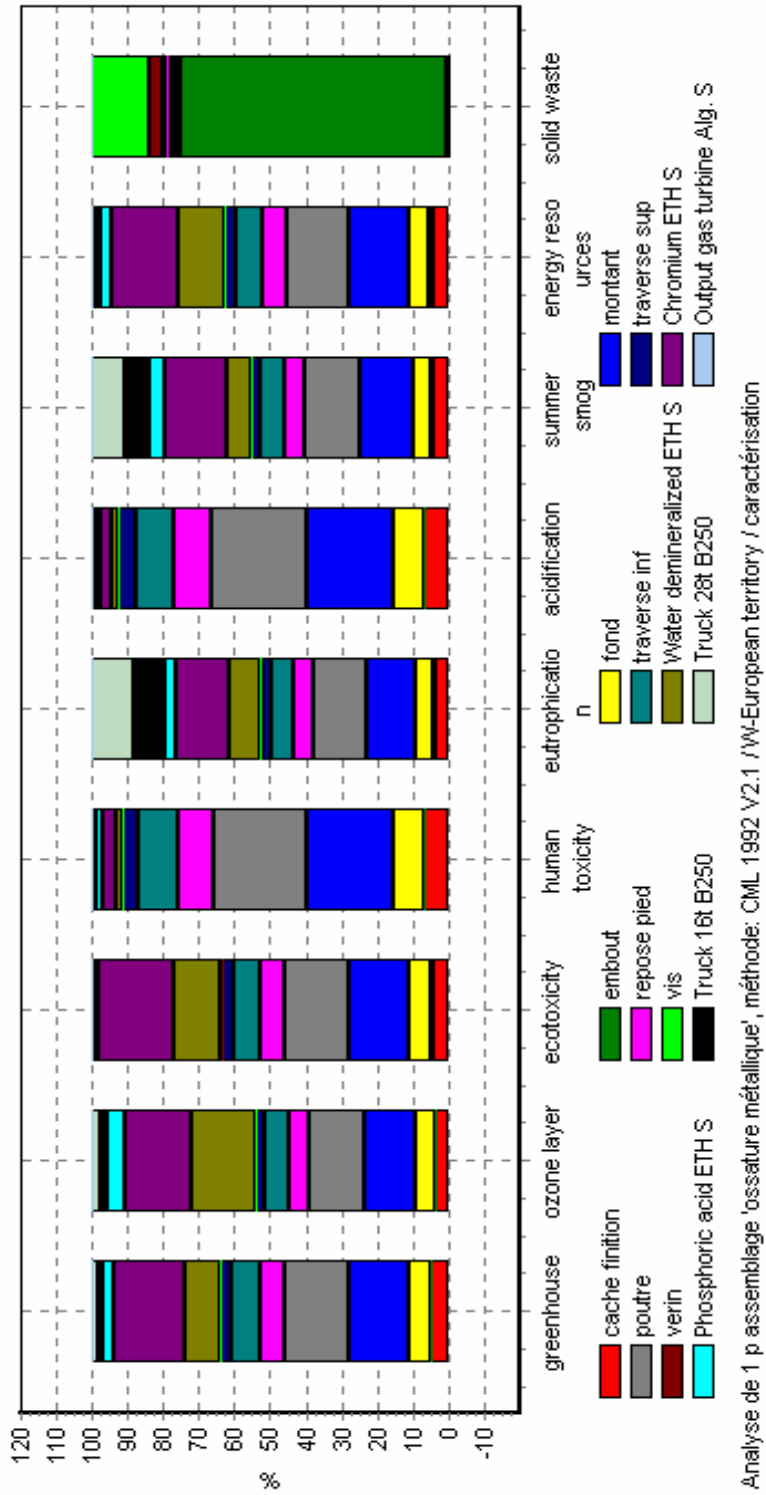 120
110
100
90
80
70
60
50
40
30
20
10
0
-10
%
greenhouse
ozone layer
ecotoxicity
human toxicity
eutrophicatio n
acidification
summer smog
energy reso urces
solid waste
cache finition
embout
fond
montant
poutre
repose pied
traverse inf
traverse sup
verin
vis
Water demineralized ETH S
Chromium ETH S
Phosphoric acid ETH S
Truck 16t B250
Truck 28t B250
Output gas turbine Alg. S
Analyse de 1 p assemblage 'ossature métallique', méthode: CML 1992 V2.1 / W-European territory / caractérisation